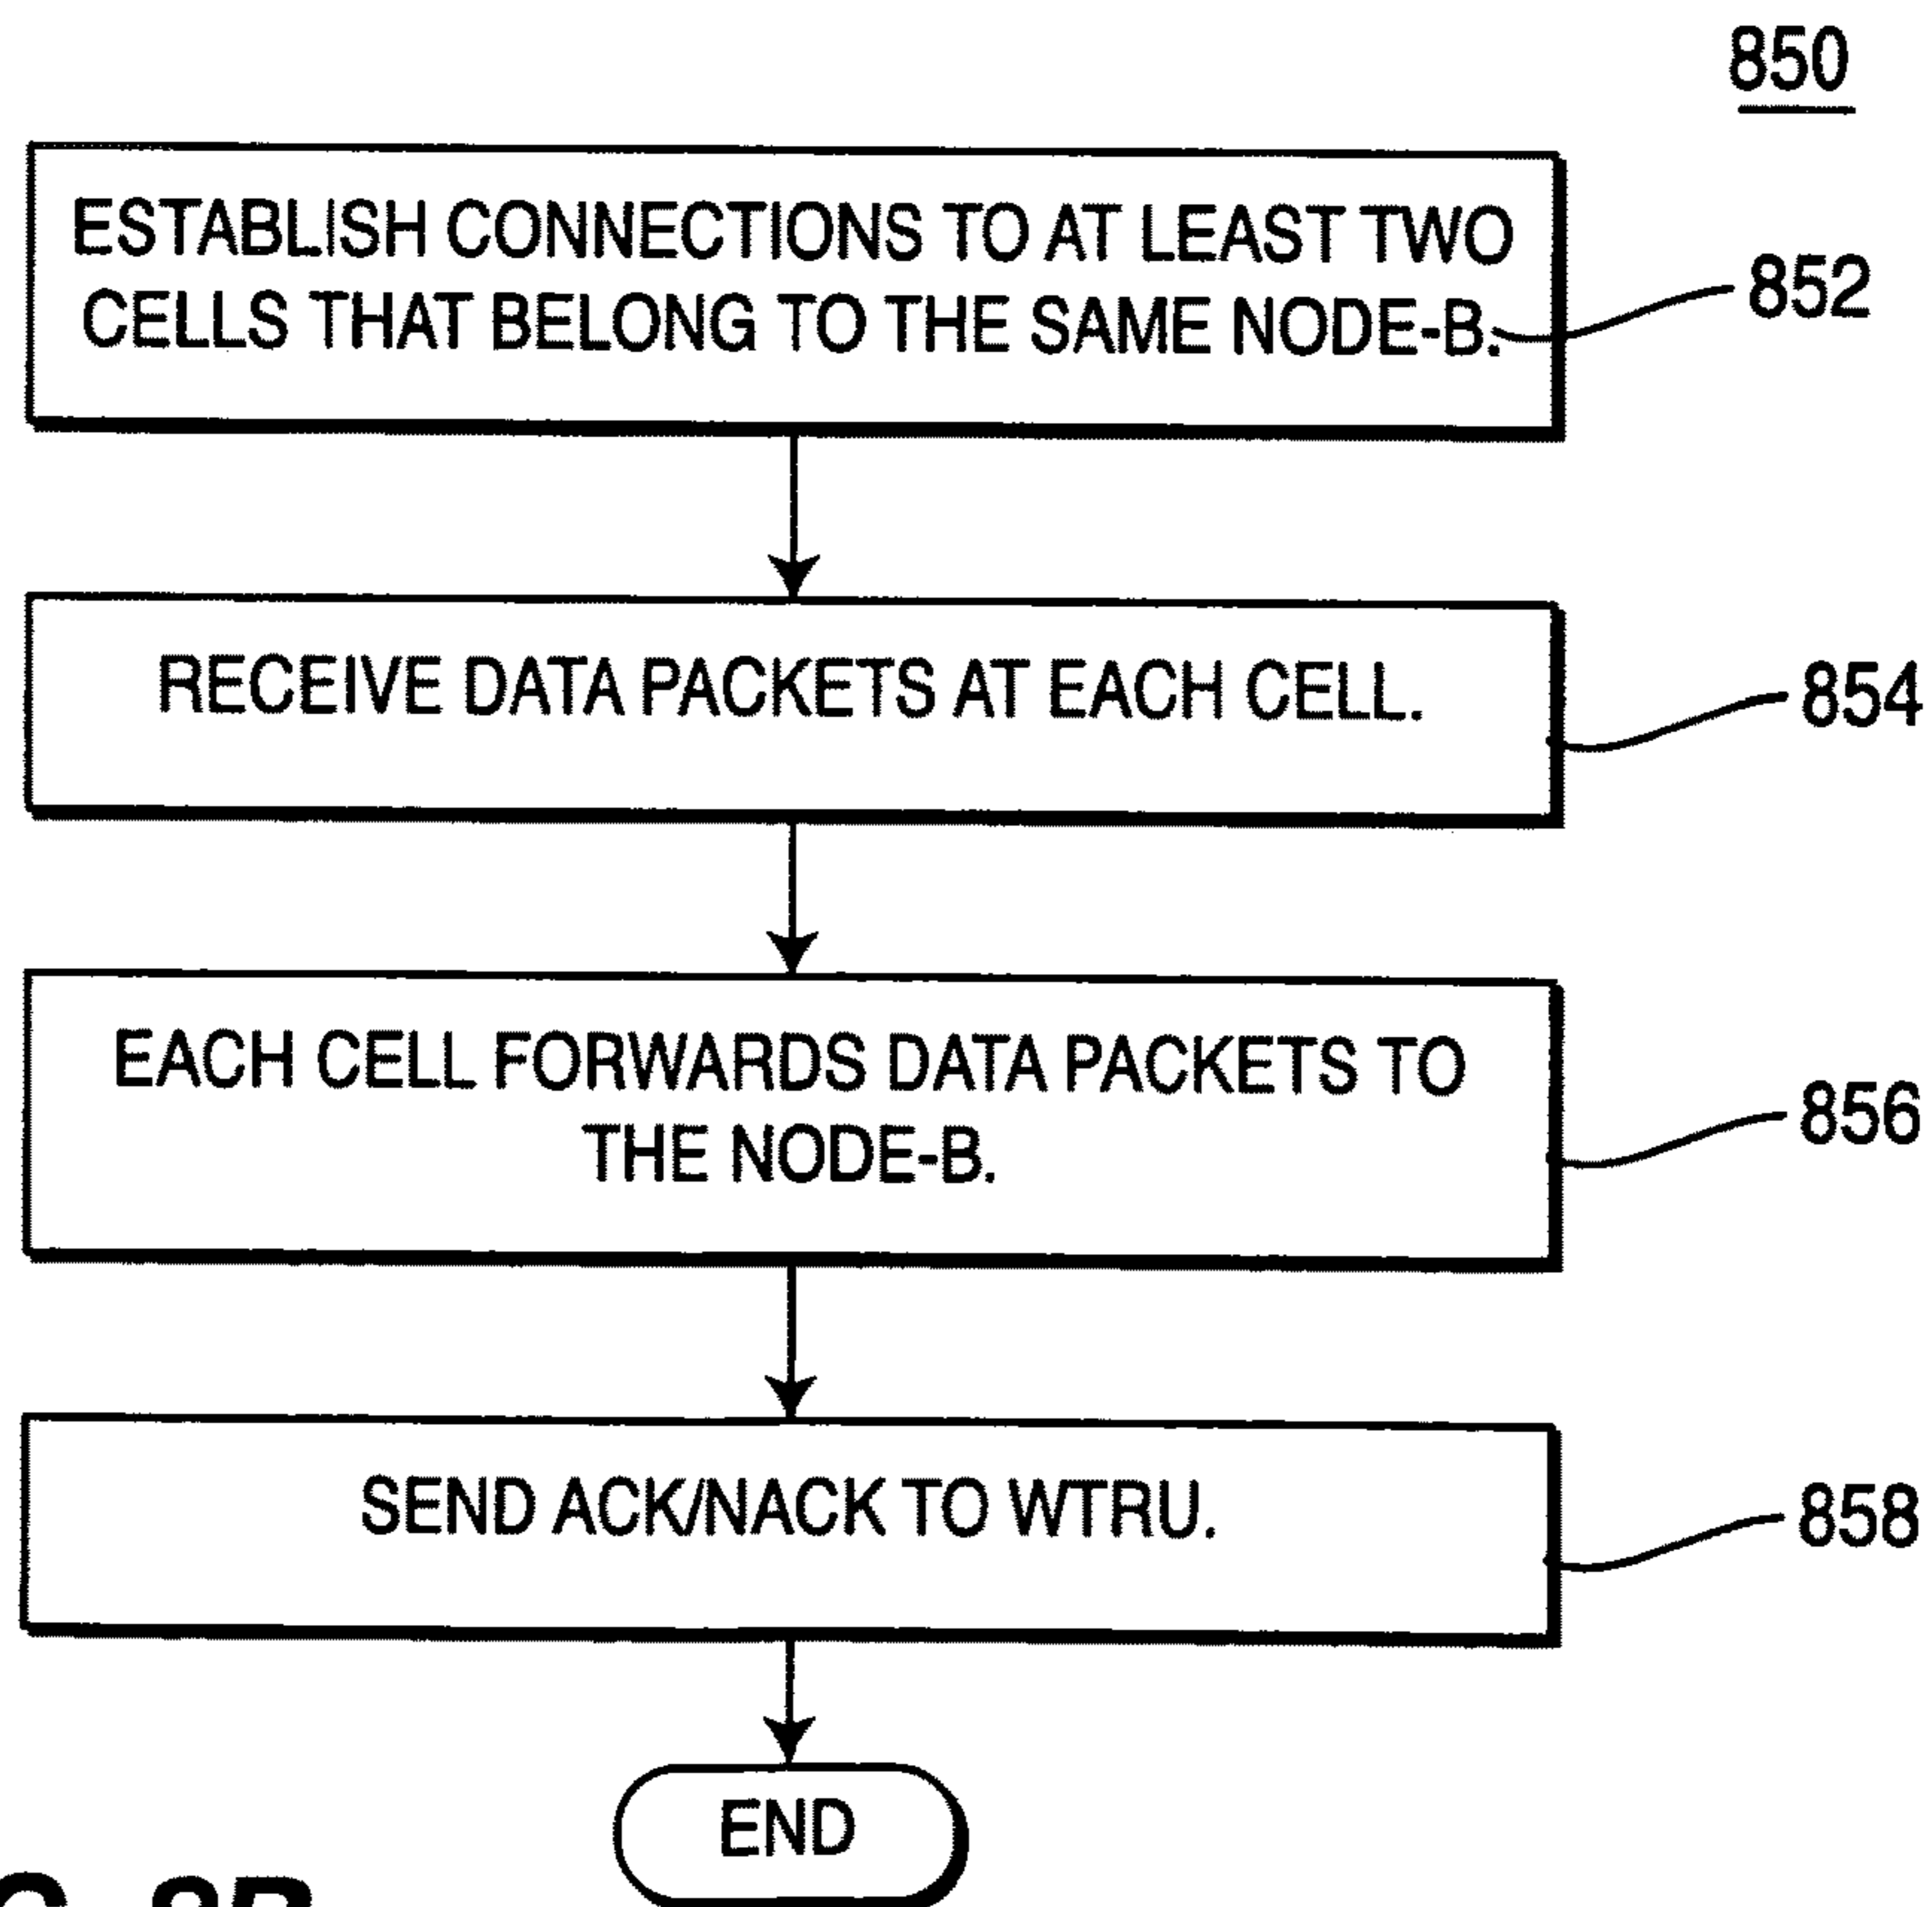 850
ESTABLISH CONNECTIONS TO AT LEAST TWO
CELLS THAT BELONG TO THE SAME NODE-B.
852
RECEIVE DATA PACKETS AT EACH CELL.
854
EACH CELL FORWARDS DATA PACKETS TO
THE NODE-B.
856
SEND ACK/NACK TO WTRU.
858
END